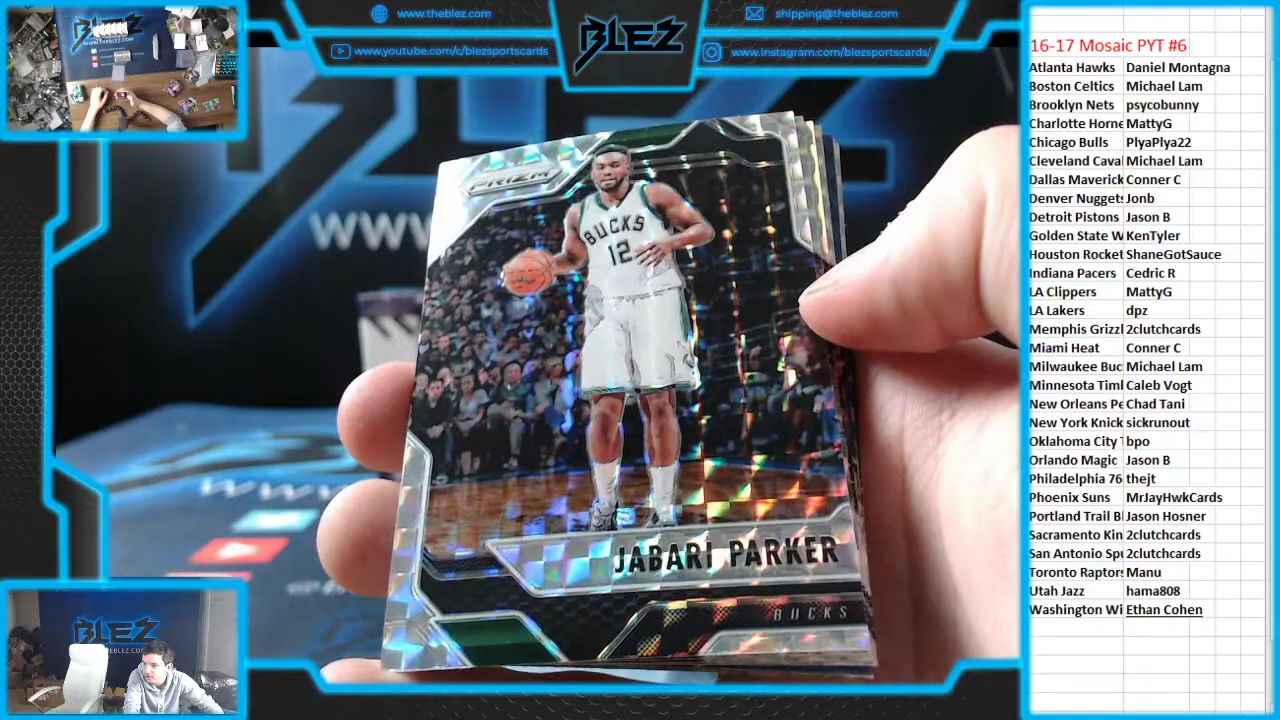 www.theblez.com
www.youtube.com/c/blezsportscards
BLEZ
shipping@theblez.com
www.instagram.com/blezsportscards/
16-17 Mosaic PYT #6
Atlanta Hawks Daniel Montagna
Boston Celtics Michael Lam
Brooklyn Nets psycobunny
Charlotte Horne MattyG
Chicago Bulls PlyaPlya22
Cleveland Caval Michael Lam
Dallas Maverick Conner C
Denver Nuggets Jonb
Detroit Pistons Jason B
Golden State W KenTyler
Houston Rocket ShaneGotSauce
Indiana Pacers Cedric R
LA Clippers MattyG
LA Lakers dpz
Memphis Grizzl 2clutchcards
Miami Heat Conner C
Milwaukee Buc Michael Lam
Minnesota Timl Caleb Vogt
New Orleans Pe Chad Tani
New York Knick sickrunout
Oklahoma City T bpo
Orlando Magic Jason B
Philadelphia 76 thejt
Phoenix Suns MrJayHwkCards
Portland Trail Bl Jason Hosner
Sacramento Kin 2clutchcards
San Antonio Spu 2clutchcards
Toronto Raptors Manu
Utah Jazz hama808
Washington Wi Ethan Cohen
PRIZM
BUCKS
12
JABARI PARKER
BUCKS
WWW
BLEZ